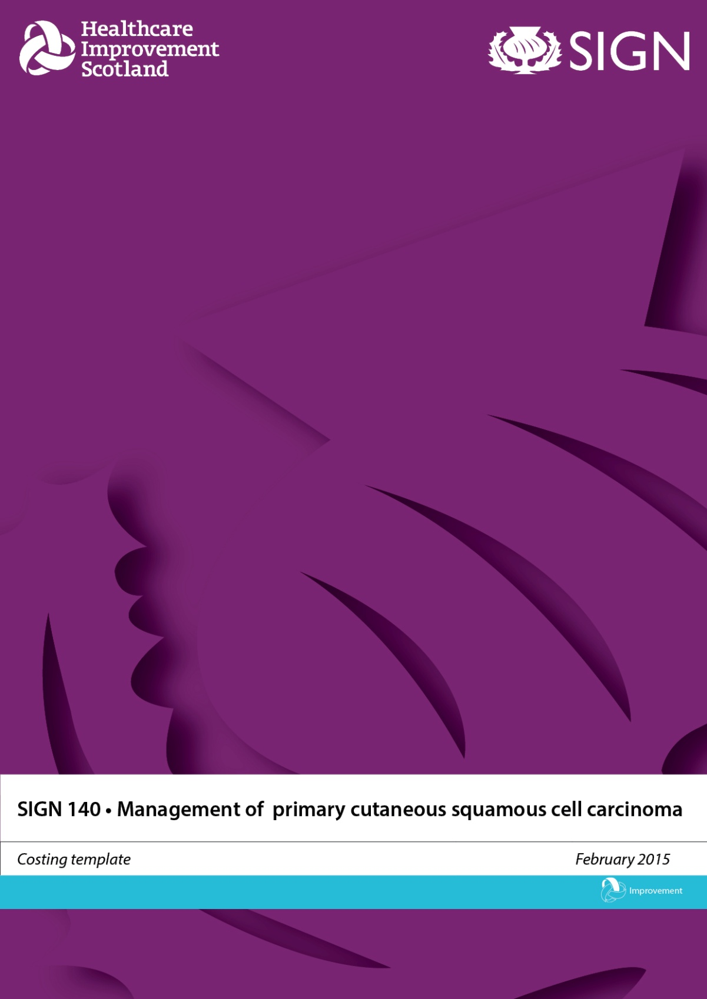 Healthcare
Improvement
Scotland
SIGN
SIGN 140 • Management of primary cutaneous squamous cell carcinoma
Costing template February 2015
Improvement